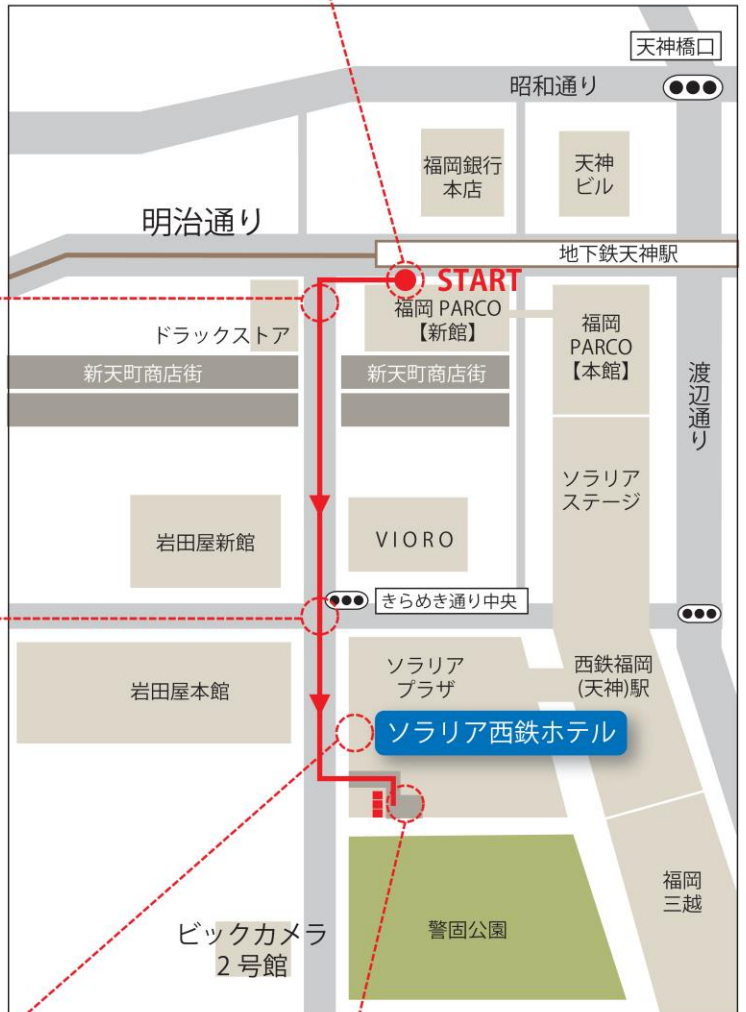 天神橋口
昭和通り
福岡銀行
本店
天神
ビル
明治通り
地下鉄天神駅
START
福岡 PARCO
【新館】
福岡
PARCO
【本館】
ドラックストア
新天町商店街
新天町商店街
渡辺通り
ソラリア
ステージ
岩田屋新館
VIORO
きらめき通り中央
岩田屋本館
ソラリア
プラザ
西鉄福岡
(天神)駅
ソラリア西鉄ホテル
福岡
三越
警固公園
ビックカメラ
2 号館